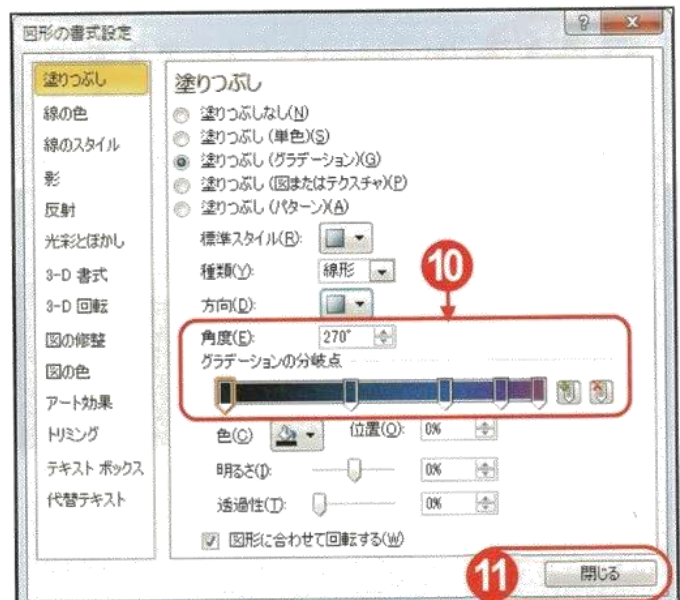 図形の書式設定
塗りつぶし
線の色
線のスタイル
影
反射
光彩とぼかし
3-D 書式
3-D 回転
図の修整
図の色
アート効果
トリミング
テキスト ボックス
代替テキスト
塗りつぶし
塗りつぶしなし(N)
塗りつぶし (単色)(S)
塗りつぶし (グラデーション)(G)
塗りつぶし (図またはテクスチャ)(P)
塗りつぶし (パターン)(A)
標準スタイル(R):
種類(Y): 線形
方向(D):
10
角度(E): 270°
グラデーションの分岐点
色(C) 位置(O): 0%
明るさ(I): 0%
透過性(T): 0%
図形に合わせて回転する(W)
11 閉じる